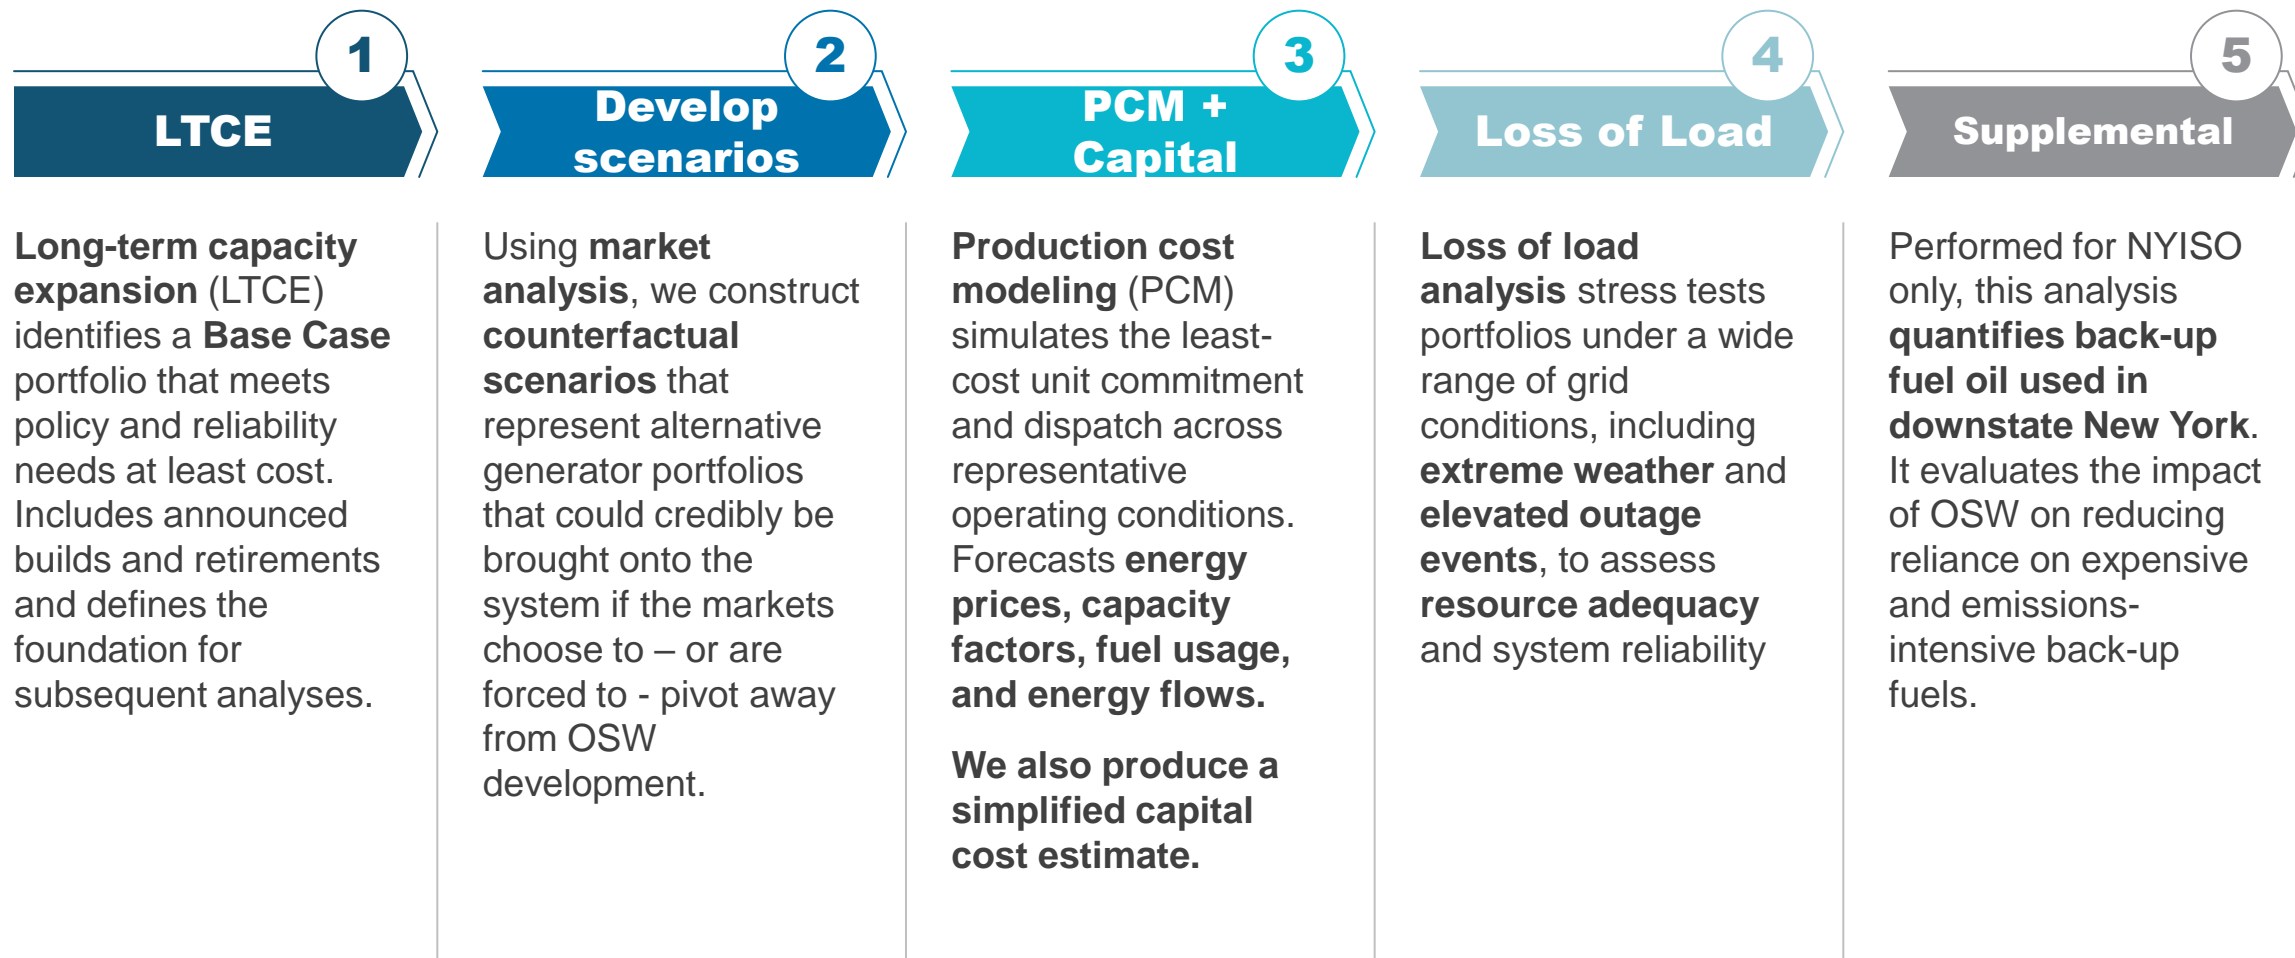 1
LTCE
Long-term capacity
expansion (LTCE)
identifies a Base Case
portfolio that meets
policy and reliability
needs at least cost.
Includes announced
builds and retirements
and defines the
foundation for
subsequent analyses.
2
Develop
scenarios
Using market
analysis, we construct
counterfactual
scenarios that
represent alternative
generator portfolios
that could credibly be
brought onto the
system if the markets
choose to – or are
forced to - pivot away
from OSW
development.
3
PCM +
Capital
Production cost
modeling (PCM)
simulates the least-
cost unit commitment
and dispatch across
representative
operating conditions.
Forecasts energy
prices, capacity
factors, fuel usage,
and energy flows.
We also produce a
simplified capital
cost estimate.
4
Loss of Load
Loss of load
analysis stress tests
portfolios under a wide
range of grid
conditions, including
extreme weather and
elevated outage
events, to assess
resource adequacy
and system reliability
5
Supplemental
Performed for NYISO
only, this analysis
quantifies back-up
fuel oil used in
downstate New York.
It evaluates the impact
of OSW on reducing
reliance on expensive
and emissions-
intensive back-up
fuels.